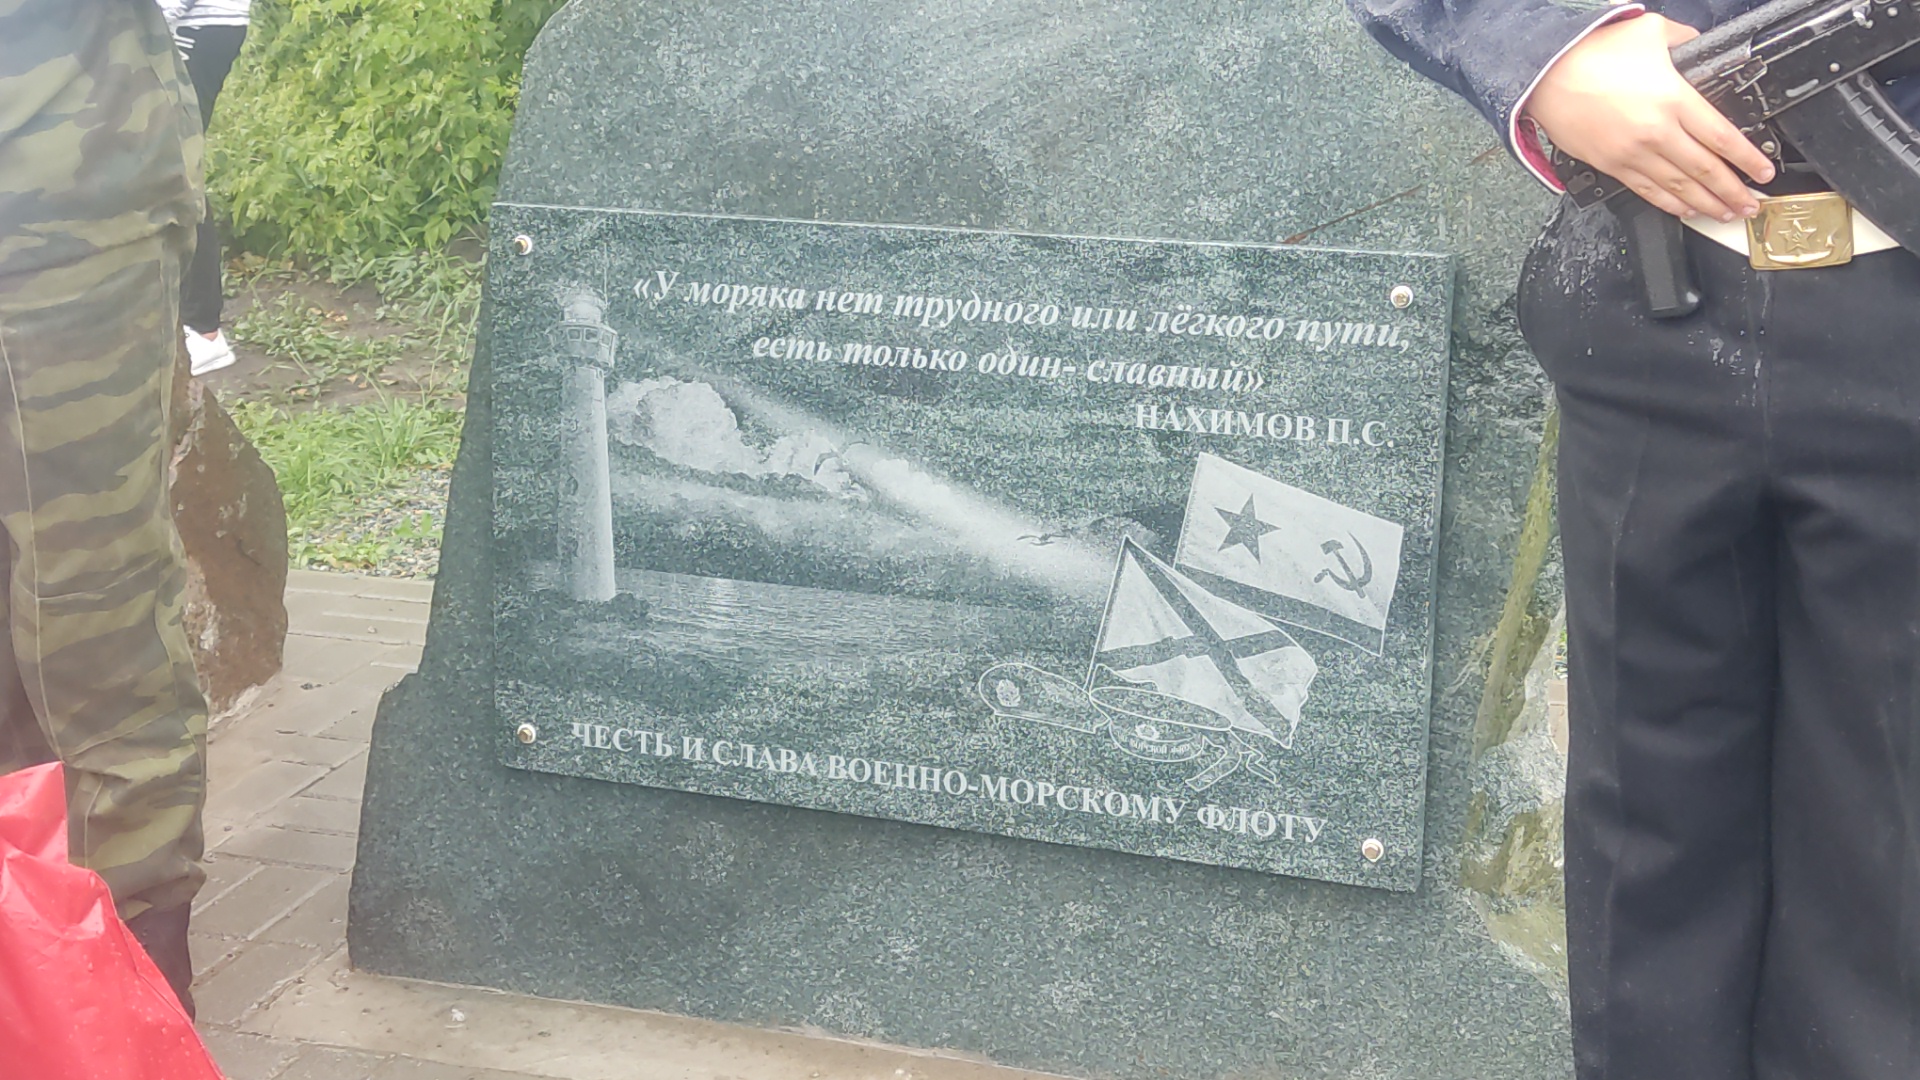 «У моряка нет трудного или лёгкого пути,
есть только один- славный»
НАХИМОВ П.С.
ЧЕСТЬ И СЛАВА ВОЕННО-МОРСКОМУ ФЛОТУ